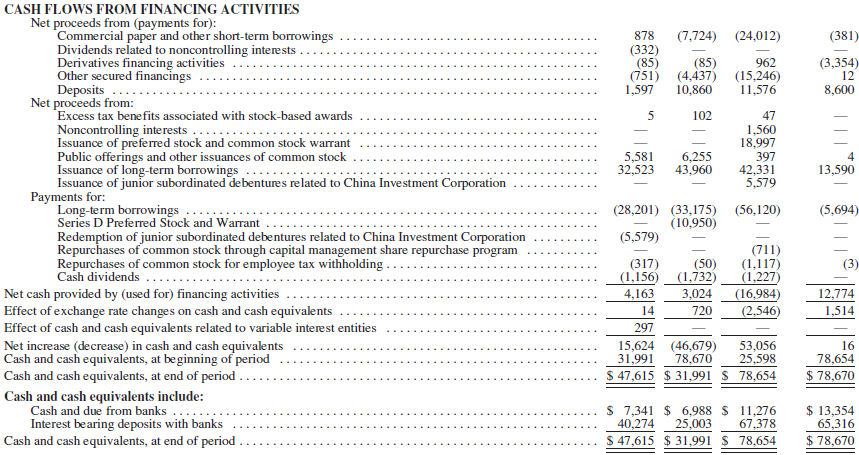 CASH FLOWS FROM FINANCING ACTIVITIES
Net proceeds from (payments for):
Commercial paper and other short-term borrowings 878 (7,724) (24,012) (381)
Dividends related to noncontrolling interests (332) — — —
Derivatives financing activities (85) (85) 962 (3,354)
Other secured financings (751) (4,437) (15,246) 12
Deposits 1,597 10,860 11,576 8,600
Net proceeds from:
Excess tax benefits associated with stock-based awards 5 102 47 —
Noncontrolling interests — — 1,560 —
Issuance of preferred stock and common stock warrant — — 18,997 —
Public offerings and other issuances of common stock 5,581 6,255 397 4
Issuance of long-term borrowings 32,523 43,960 42,331 13,590
Issuance of junior subordinated debentures related to China Investment Corporation — — 5,579 —
Payments for:
Long-term borrowings (28,201) (33,175) (56,120) (5,694)
Series D Preferred Stock and Warrant — (10,950) — —
Redemption of junior subordinated debentures related to China Investment Corporation (5,579) — — —
Repurchases of common stock through capital management share repurchase program — — (711) —
Repurchases of common stock for employee tax withholding (317) (50) (1,117) (3)
Cash dividends (1,156) (1,732) (1,227) —
Net cash provided by (used for) financing activities 4,163 3,024 (16,984) 12,774
Effect of exchange rate changes on cash and cash equivalents 14 720 (2,546) 1,514
Effect of cash and cash equivalents related to variable interest entities 297 — — —
Net increase (decrease) in cash and cash equivalents 15,624 (46,679) 53,056 16
Cash and cash equivalents, at beginning of period 31,991 78,670 25,598 78,654
Cash and cash equivalents, at end of period $ 47,615 $ 31,991 $ 78,654 $ 78,670
Cash and cash equivalents include:
Cash and due from banks $ 7,341 $ 6,988 $ 11,276 $ 13,354
Interest bearing deposits with banks 40,274 25,003 67,378 65,316
Cash and cash equivalents, at end of period $ 47,615 $ 31,991 $ 78,654 $ 78,670